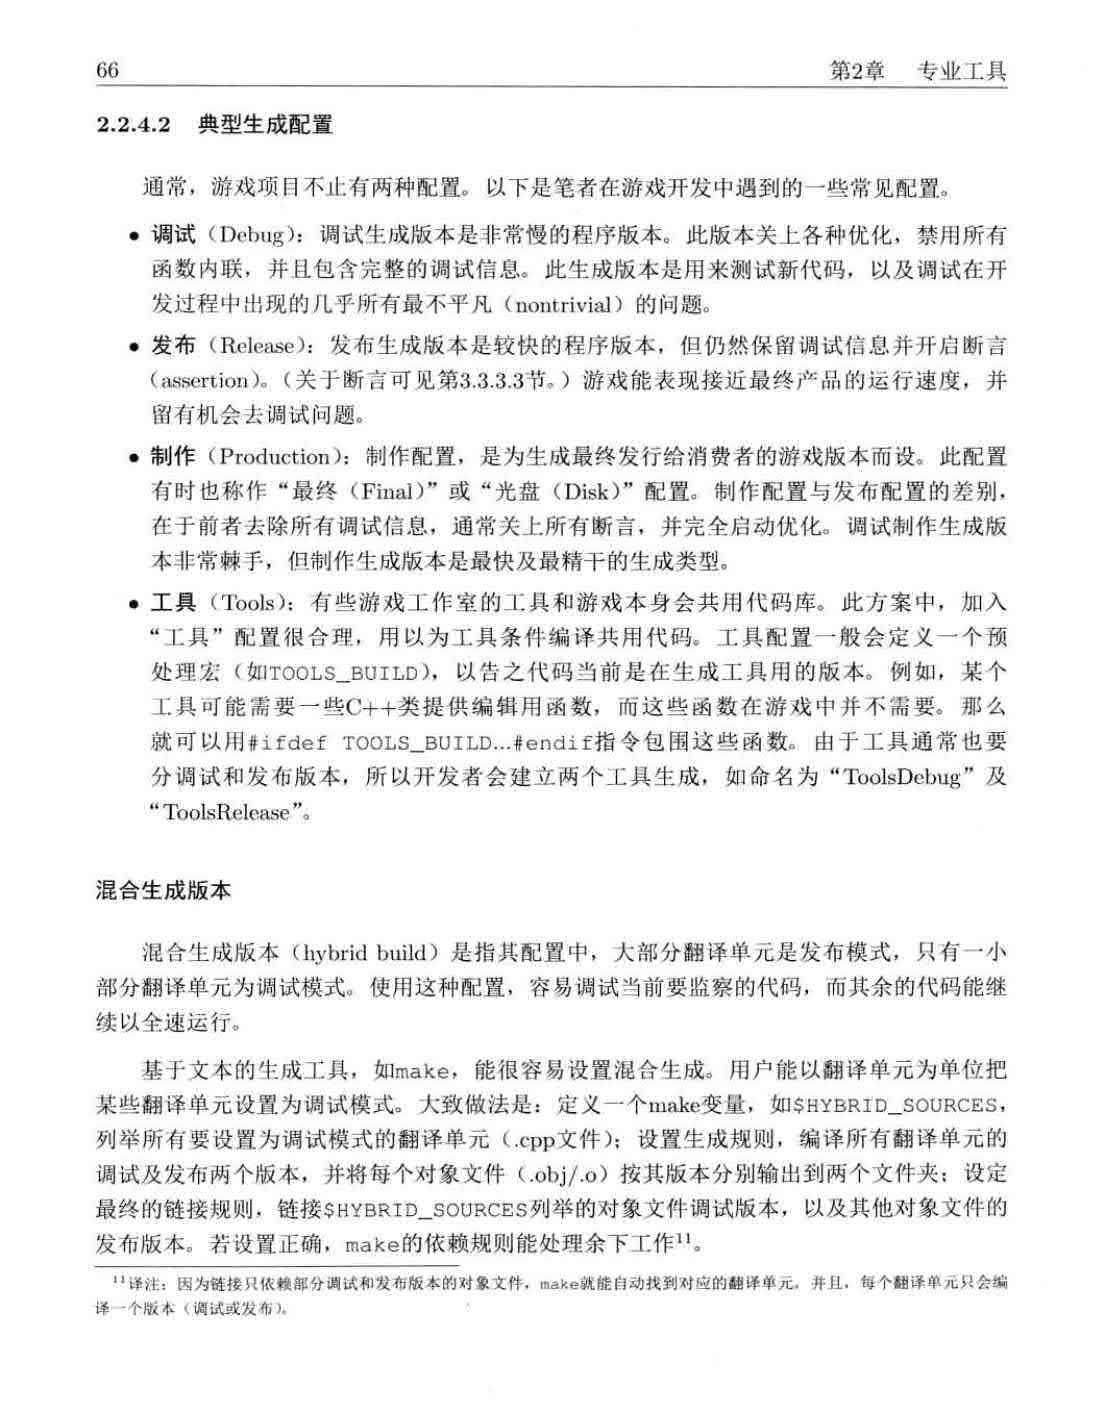 66 第2章 专业工具
2.2.4.2 典型生成配置
通常，游戏项目不止有两种配置。以下是笔者在游戏开发中遇到的一些常见配置。
• 调试（Debug）：调试生成版本是非常慢的程序版本。此版本关上各种优化，禁用所有
函数内联，并且包含完整的调试信息。此生成版本是用来测试新代码，以及调试在开
发过程中出现的几乎所有最不平凡（nontrivial）的问题。
• 发布（Release）：发布生成版本是较快的程序版本，但仍然保留调试信息并开启断言
（assertion）。（关于断言可见第3.3.3.3节。）游戏能表现接近最终产品的运行速度，并
留有机会去调试问题。
• 制作（Production）：制作配置，是为生成最终发行给消费者的游戏版本而设。此配置
有时也称作“最终（Final）”或“光盘（Disk）”配置。制作配置与发布配置的差别，
在于前者去除所有调试信息，通常关上所有断言，并完全启动优化。调试制作生成版
本非常棘手，但制作生成版本是最快及最精干的生成类型。
• 工具（Tools）：有些游戏工作室的工具和游戏本身会共用代码库。此方案中，加入
“工具”配置很合理，用以为工具条件编译共用代码。工具配置一般会定义一个预
处理宏（如TOOLS_BUILD），以告之代码当前是在生成工具用的版本。例如，某个
工具可能需要一些C++类提供编辑用函数，而这些函数在游戏中并不需要。那么
就可以用#ifdef TOOLS_BUILD...#endif指令包围这些函数。由于工具通常也要
分调试和发布版本，所以开发者会建立两个工具生成，如命名为“ToolsDebug”及
“ToolsRelease”。
混合生成版本
混合生成版本（hybrid build）是指其配置中，大部分翻译单元是发布模式，只有一小
部分翻译单元为调试模式。使用这种配置，容易调试当前要监察的代码，而其余的代码能继
续以全速运行。
基于文本的生成工具，如make，能很容易设置混合生成。用户能以翻译单元为单位把
某些翻译单元设置为调试模式。大致做法是：定义一个make变量，如$HYBRID_SOURCES，
列举所有要设置为调试模式的翻译单元（.cpp文件）；设置生成规则，编译所有翻译单元的
调试及发布两个版本，并将每个对象文件（.obj/.o）按其版本分别输出到两个文件夹；设定
最终的链接规则，链接$HYBRID_SOURCES列举的对象文件调试版本，以及其他对象文件的
发布版本。若设置正确，make的依赖规则能处理余下工作11。
11译注：因为链接只依赖部分调试和发布版本的对象文件，make就能自动找到对应的翻译单元。并且，每个翻译单元只会编
译一个版本（调试或发布）。